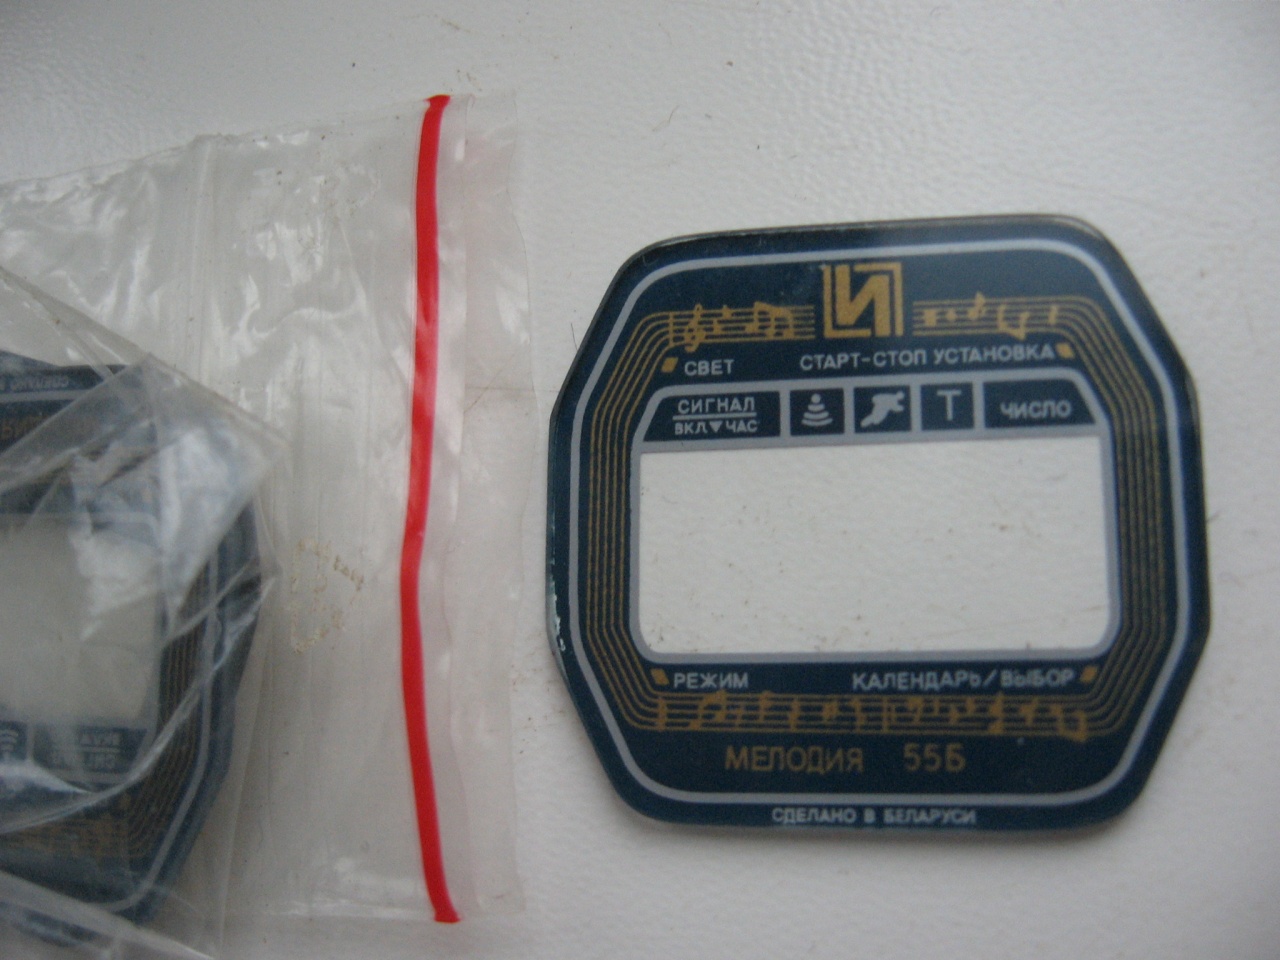 И
СВЕТ СТАРТ-СТОП УСТАНОВКА
СИГНАЛ Т ЧИСЛО
ВКЛ▼ЧАС
РЕЖИМ КАЛЕНДАРЬ/ВЫБОР
МЕЛОДИЯ 55Б
СДЕЛАНО В БЕЛАРУСИ